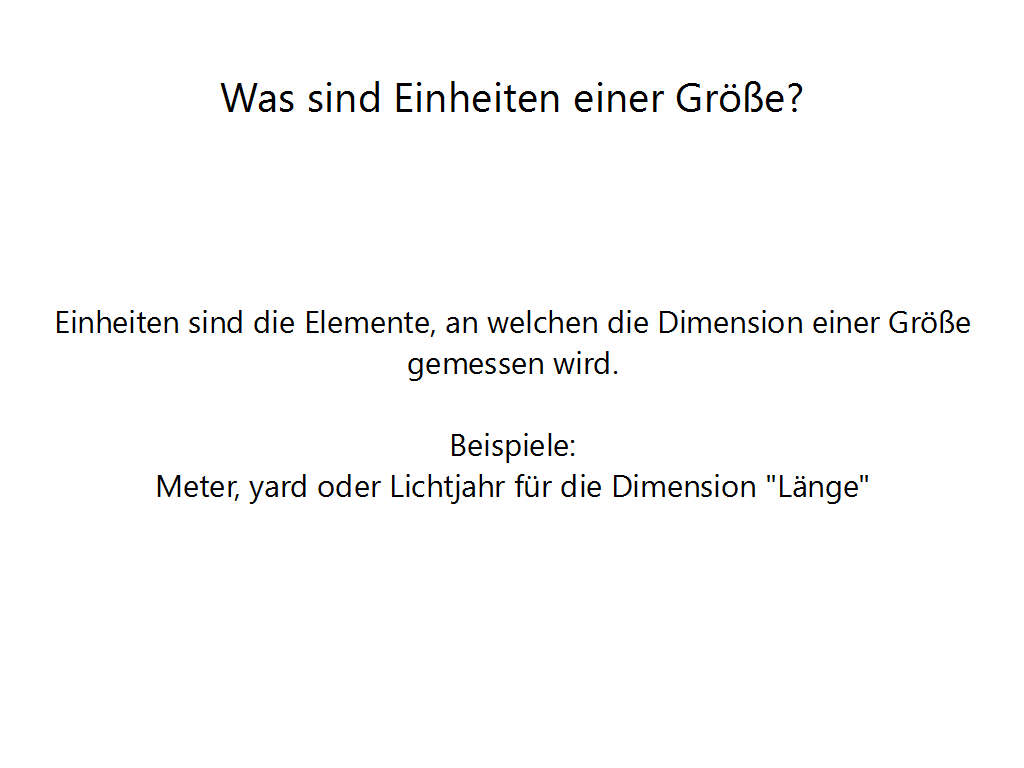 Was sind Einheiten einer Größe?
Einheiten sind die Elemente, an welchen die Dimension einer Größe
gemessen wird.
Beispiele:
Meter, yard oder Lichtjahr für die Dimension "Länge"